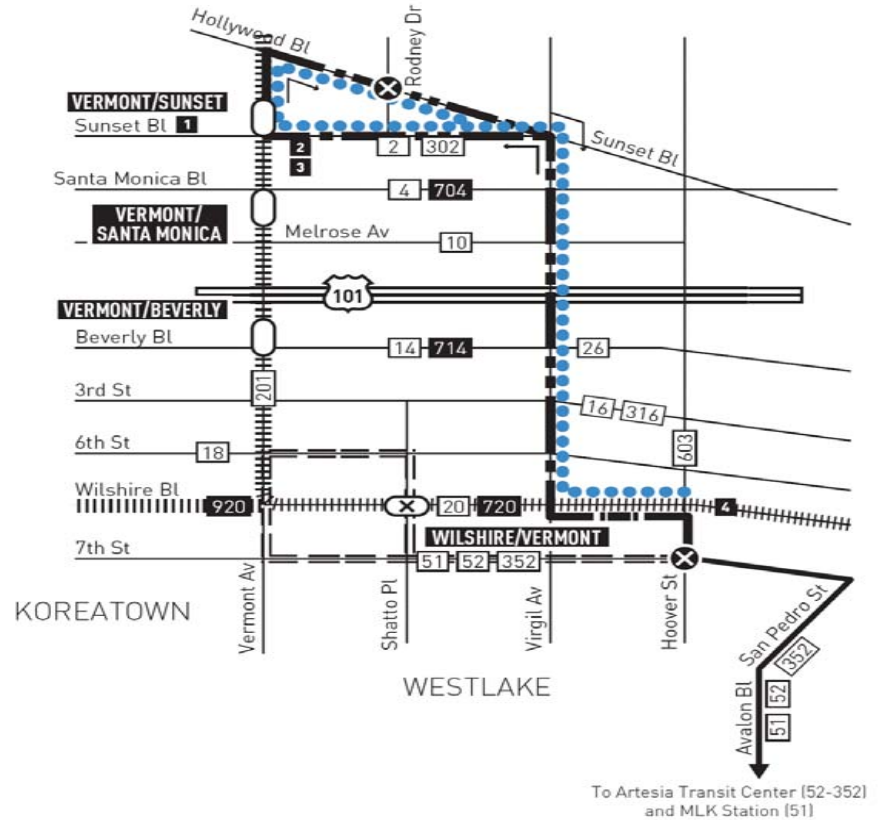 Hollywood Bl
Rodney Dr
VERMONT/SUNSET
Sunset Bl 1
2
3
2 302
Sunset Bl
Santa Monica Bl
4 704
VERMONT/
SANTA MONICA
Melrose Av
10
101
VERMONT/BEVERLY
Beverly Bl
14 714
26
3rd St
201
16 316
6th St
18
603
Wilshire Bl
920
20 720
4
WILSHIRE/VERMONT
7th St
51 52 352
Vermont Av
Shatto Pl
Virgil Av
Hoover St
KOREATOWN
WESTLAKE
San Pedro St
352
Avalon Bl
51 52
To Artesia Transit Center (52-352)
and MLK Station (51)